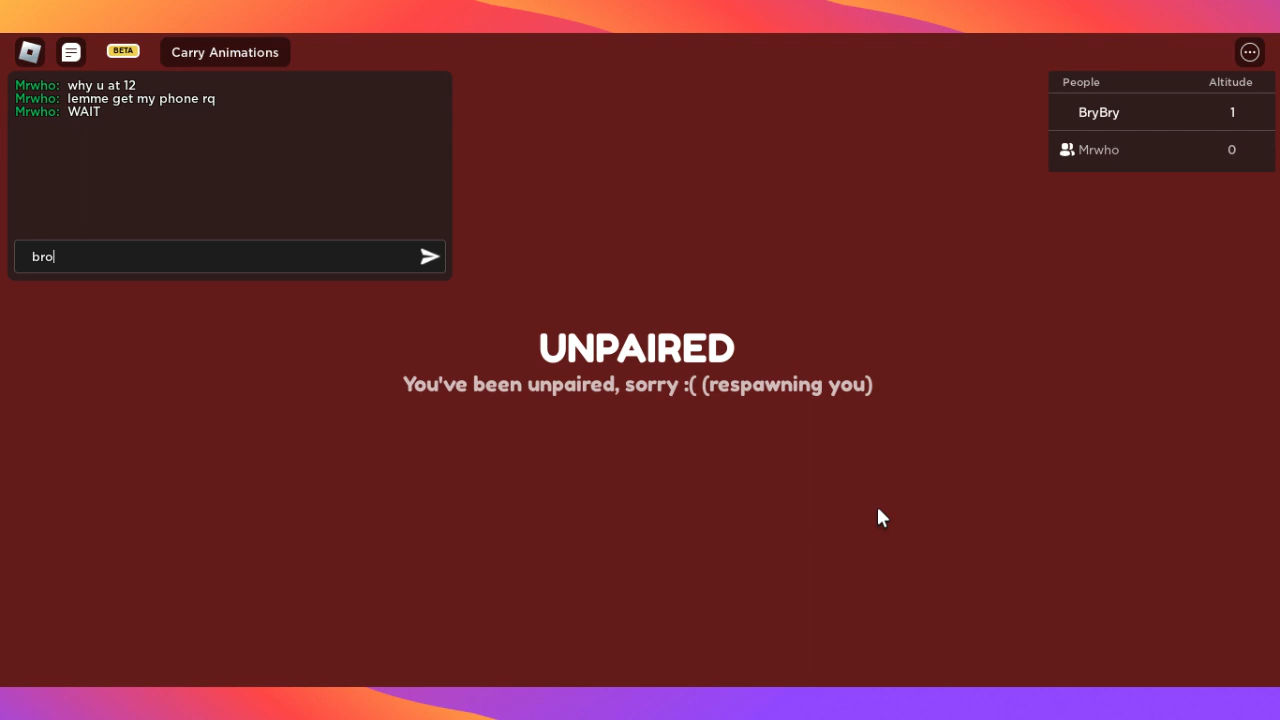 BETA
Carry Animations
Mrwho: why u at 12
Mrwho: lemme get my phone rq
Mrwho: WAIT
bro
People Altitude
BryBry 1
Mrwho 0
UNPAIRED
You've been unpaired, sorry :( (respawning you)